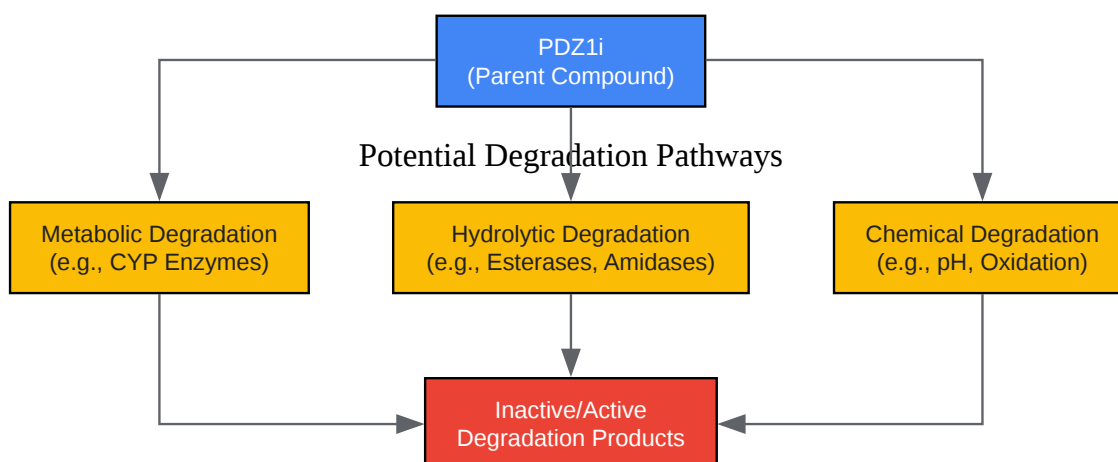 PDZ1i
(Parent Compound)
Potential Degradation Pathways
Metabolic Degradation
(e.g., CYP Enzymes)
Hydrolytic Degradation
(e.g., Esterases, Amidases)
Chemical Degradation
(e.g., pH, Oxidation)
Inactive/Active
Degradation Products